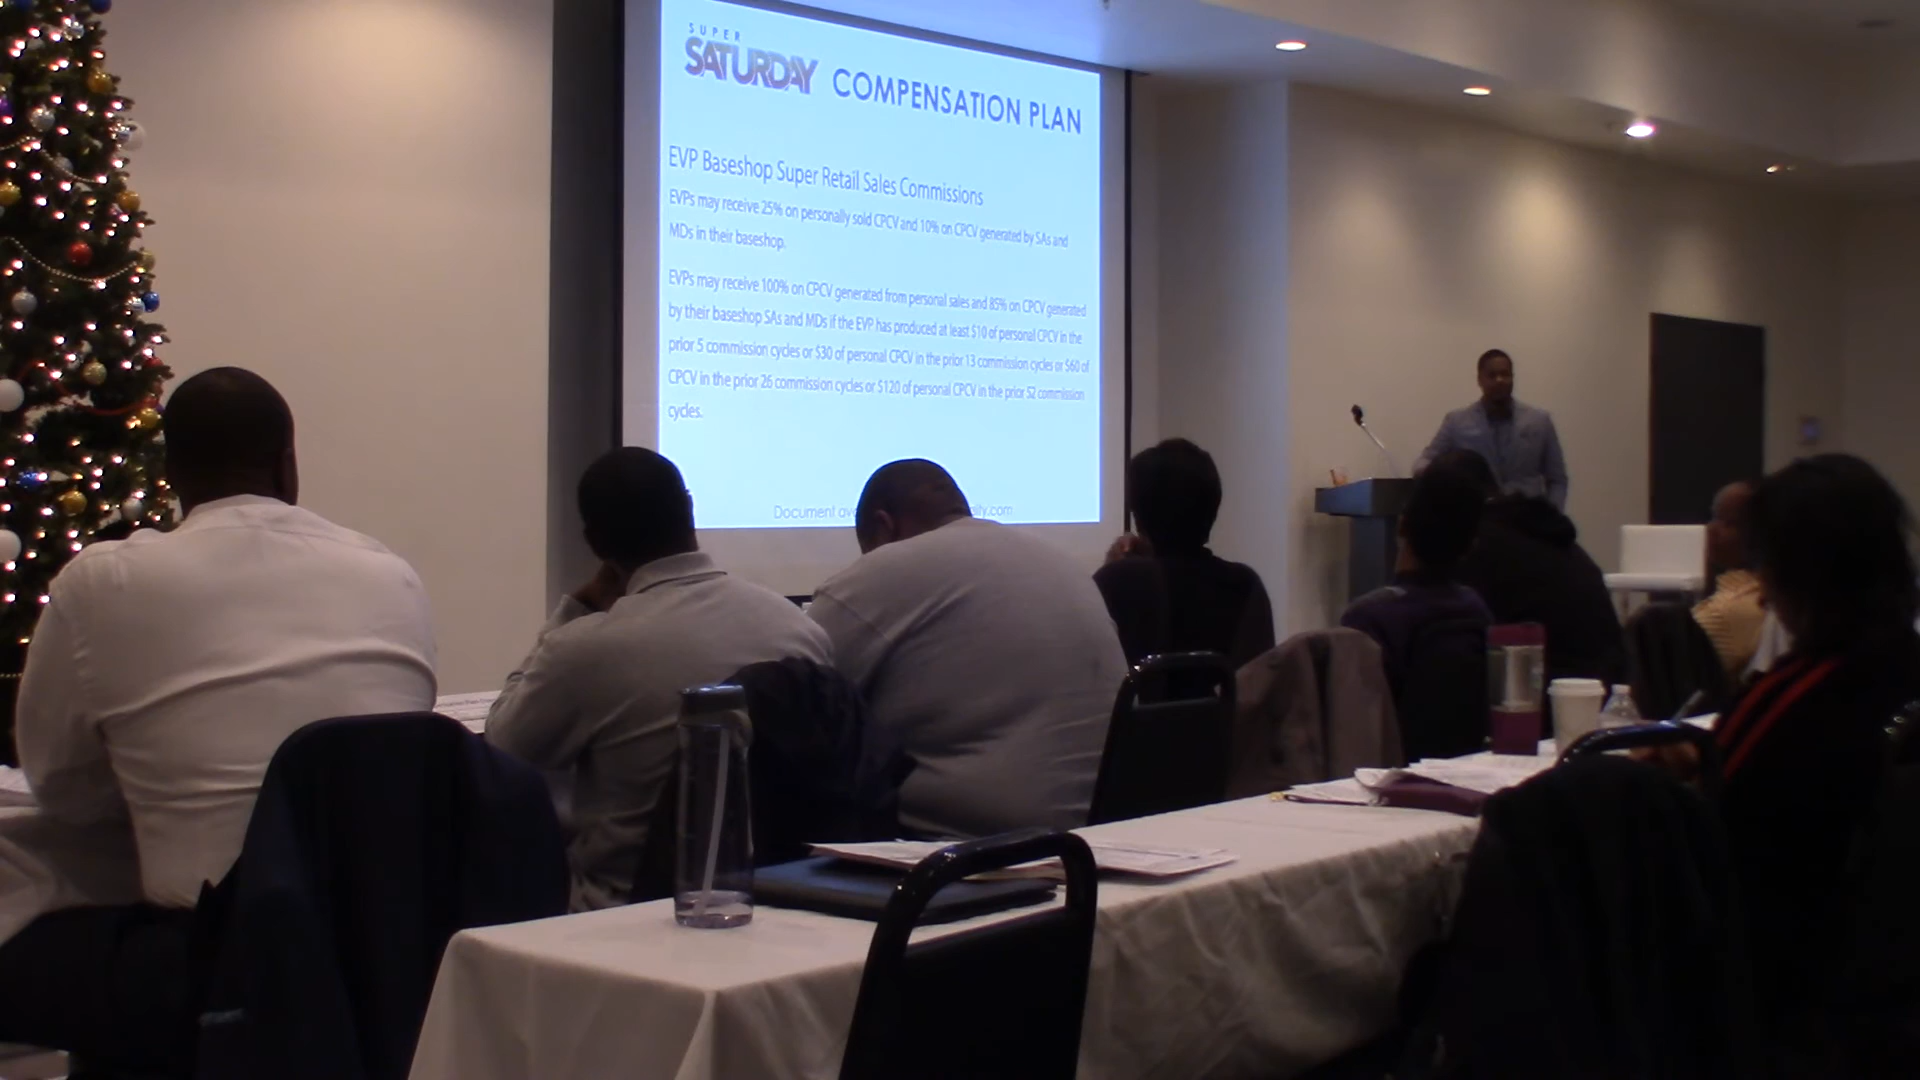 SUPER
SATURDAY COMPENSATION PLAN
EVP Baseshop Super Retail Sales Commissions
EVPs may receive 25% on personally sold CPCV and 10% on CPCV generated by SAs and
MDs in their baseshop.
EVPs may receive 100% on CPCV generated from personal sales and 85% on CPCV generated
by their baseshop SAs and MDs if the EVP has produced at least $10 of personal CPCV in the
prior 5 commission cycles or $30 of personal CPCV in the prior 13 commission cycles or $60 of
CPCV in the prior 26 commission cycles or $120 of personal CPCV in the prior 52 commission
cycles.
Document